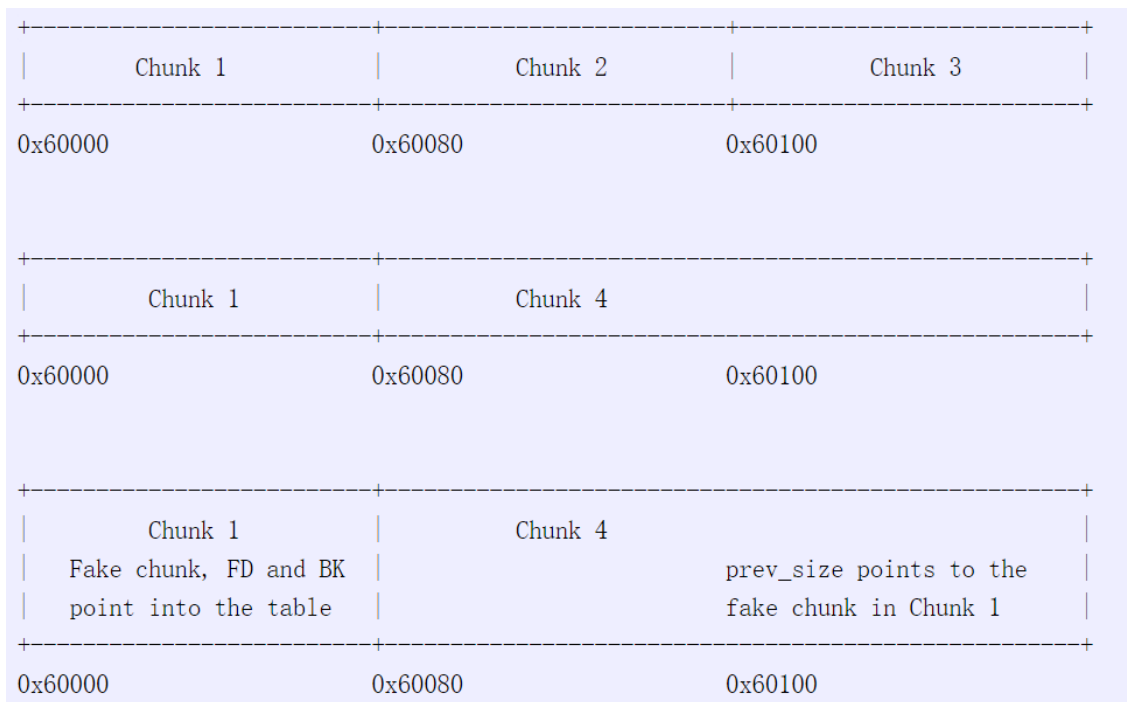 +--------------------------+--------------------------+--------------------------+
| Chunk 1 | Chunk 2 | Chunk 3 |
+--------------------------+--------------------------+--------------------------+
0x60000 0x60080 0x60100
+--------------------------+-----------------------------------------------------+
| Chunk 1 | Chunk 4 |
+--------------------------+-----------------------------------------------------+
0x60000 0x60080 0x60100
+--------------------------+-----------------------------------------------------+
| Chunk 1 | Chunk 4 |
| Fake chunk, FD and BK | prev_size points to the |
| point into the table | fake chunk in Chunk 1 |
+--------------------------+-----------------------------------------------------+
0x60000 0x60080 0x60100